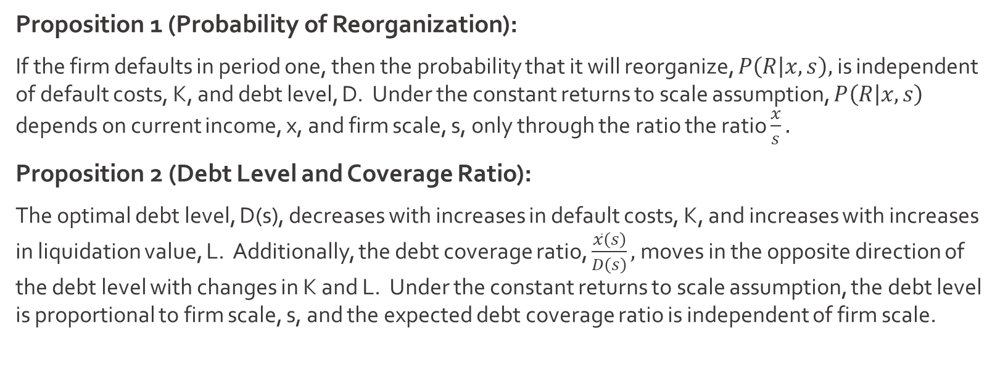 Proposition 1 (Probability of Reorganization):
If the firm defaults in period one, then the probability that it will reorganize, P(R|x, s), is independent
of default costs, K, and debt level, D. Under the constant returns to scale assumption, P(R|x, s)
depends on current income, x, and firm scale, s, only through the ratio the ratio x/s .
Proposition 2 (Debt Level and Coverage Ratio):
The optimal debt level, D(s), decreases with increases in default costs, K, and increases with increases
in liquidation value, L. Additionally, the debt coverage ratio, ẋ(s)/D(s), moves in the opposite direction of
the debt level with changes in K and L. Under the constant returns to scale assumption, the debt level
is proportional to firm scale, s, and the expected debt coverage ratio is independent of firm scale.